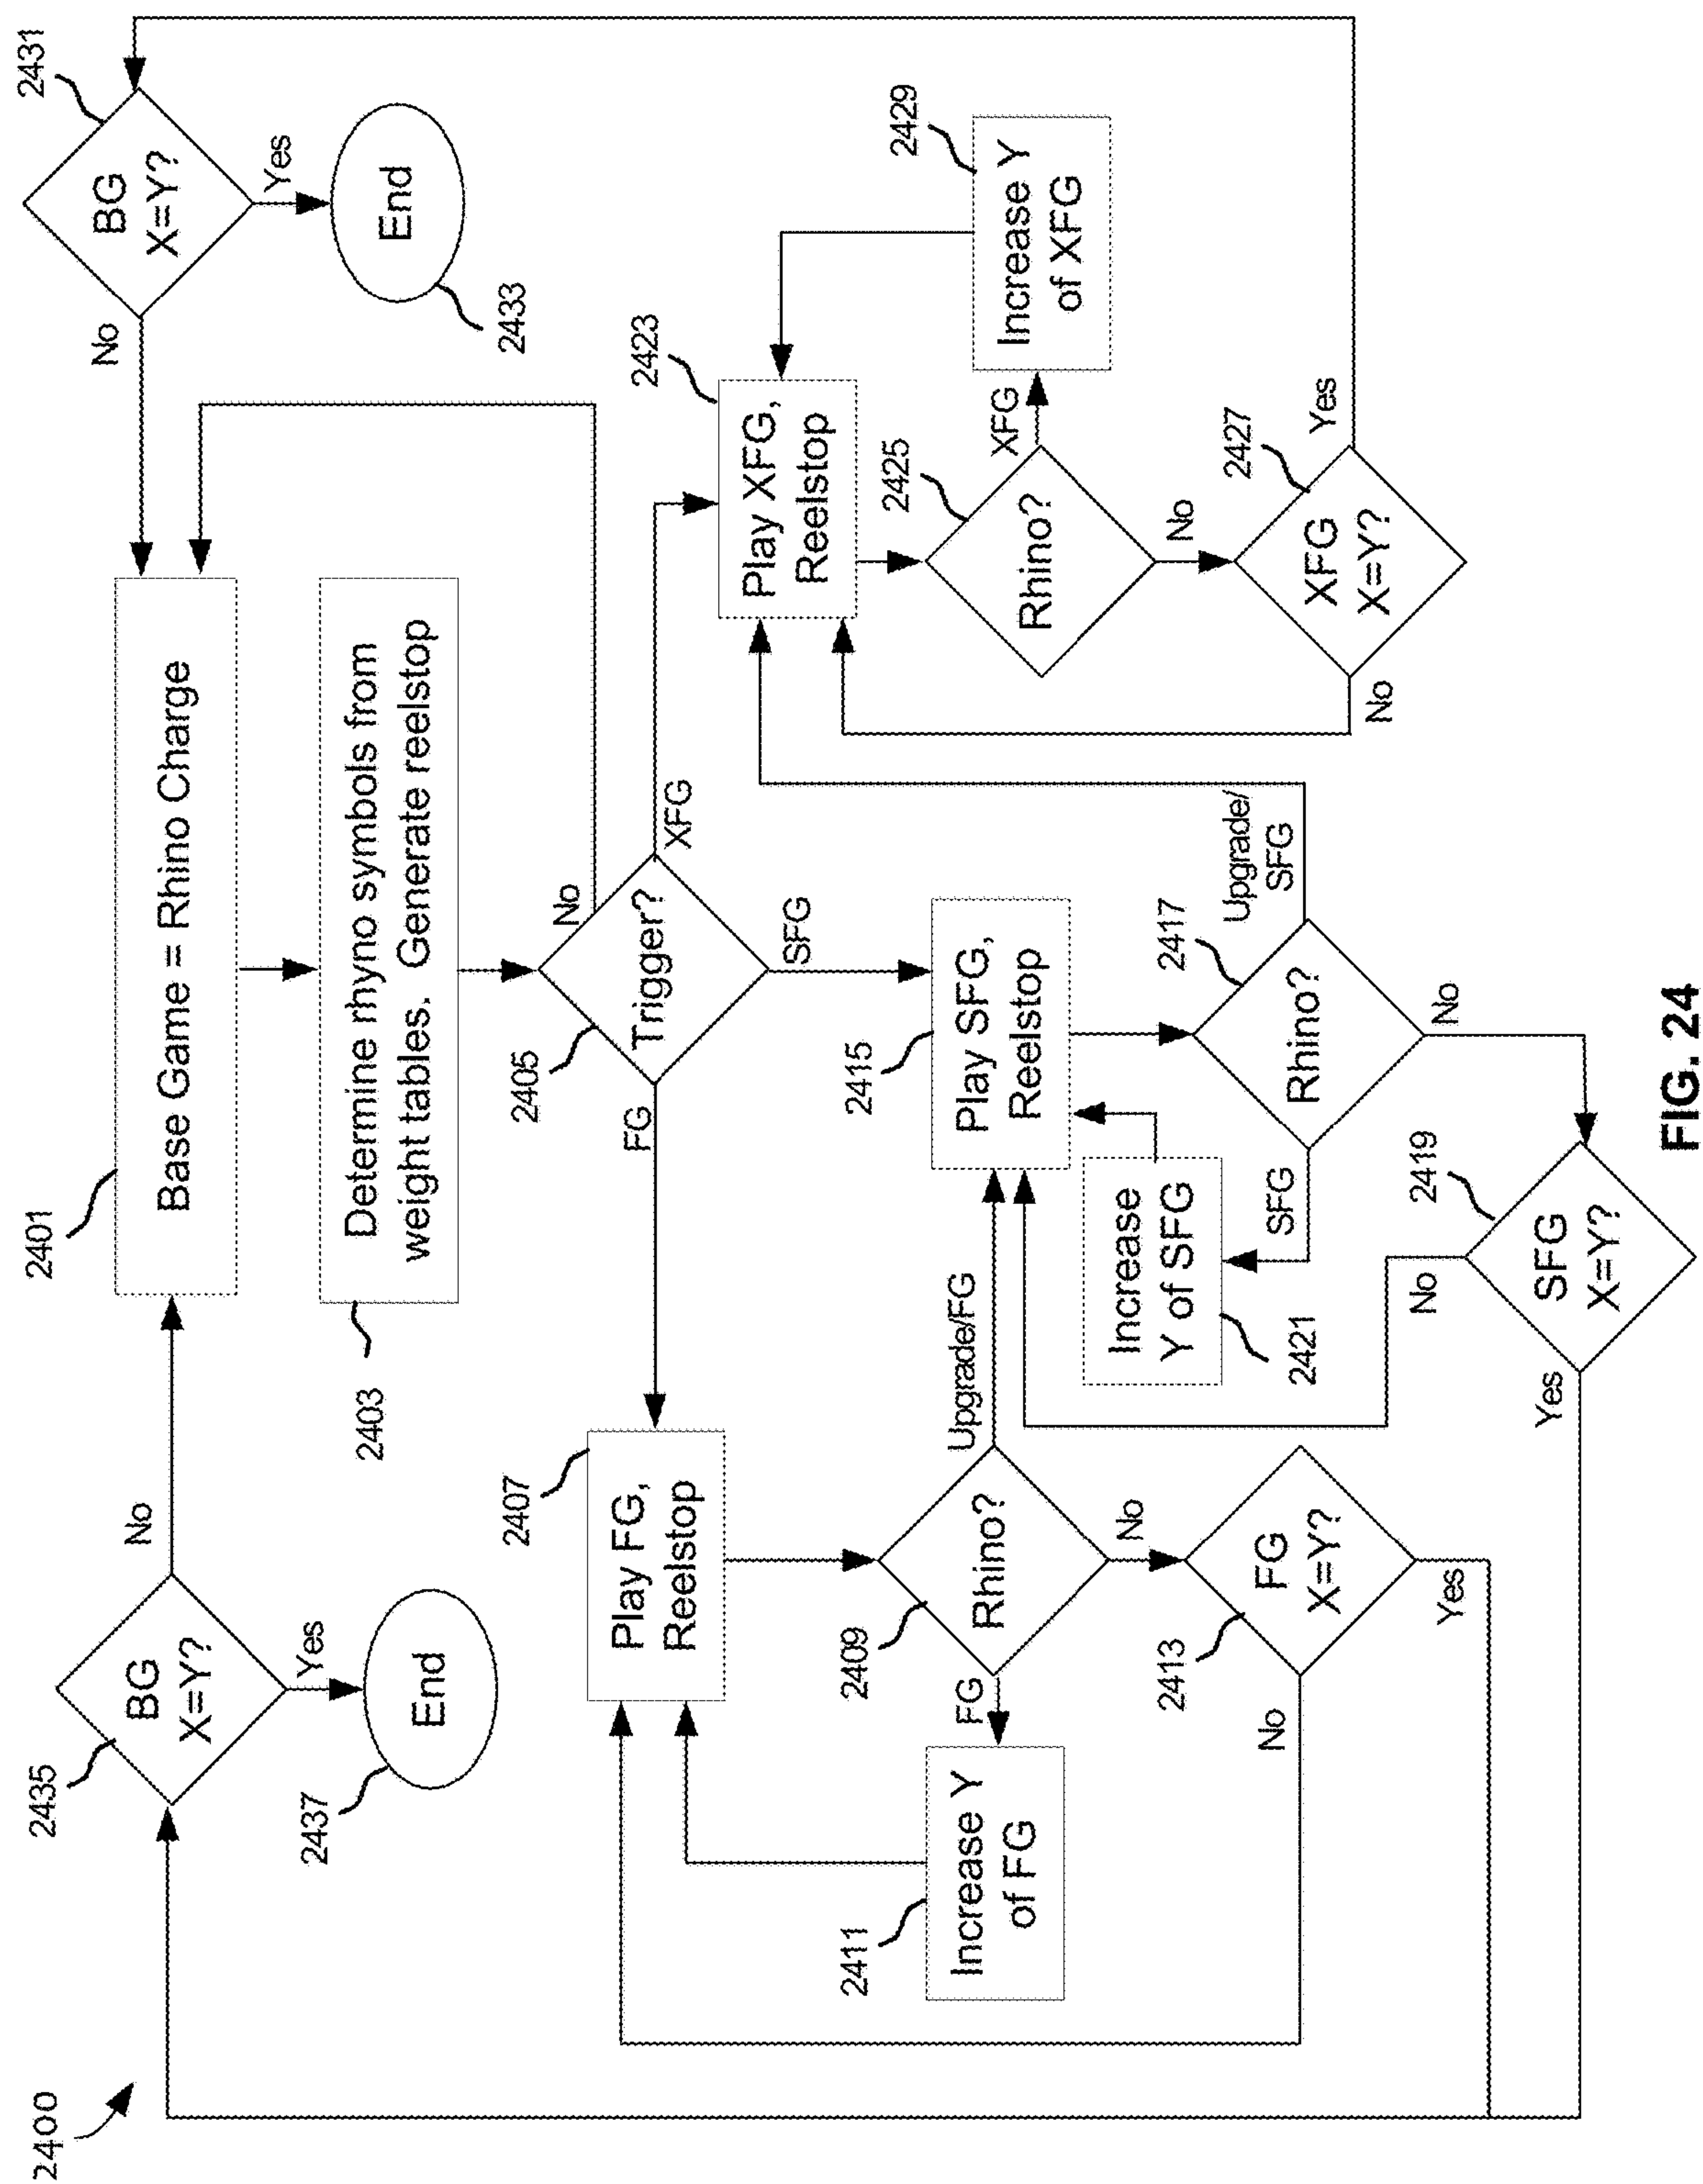 2400
2435
BG
X=Y?
No
Yes
2437
End
2401
Base Game = Rhino Charge
2403
Determine rhyno symbols from
weight tables. Generate reelstop
2431
BG
X=Y?
No
Yes
End
2433
2405
Trigger?
No
FG
SFG
XFG
2407
Play FG,
Reelstop
2409
Rhino?
Upgrade/FG
FG
No
2411
Increase Y
of FG
2413
FG
X=Y?
No
Yes
2415
Play SFG,
Reelstop
2417
Rhino?
Upgrade/
SFG
SFG
No
Increase
Y of SFG
2421
2419
SFG
X=Y?
No
Yes
2423
Play XFG,
Reelstop
2425
Rhino?
XFG
No
2429
Increase Y
of XFG
2427
XFG
X=Y?
Yes
No
FIG. 24